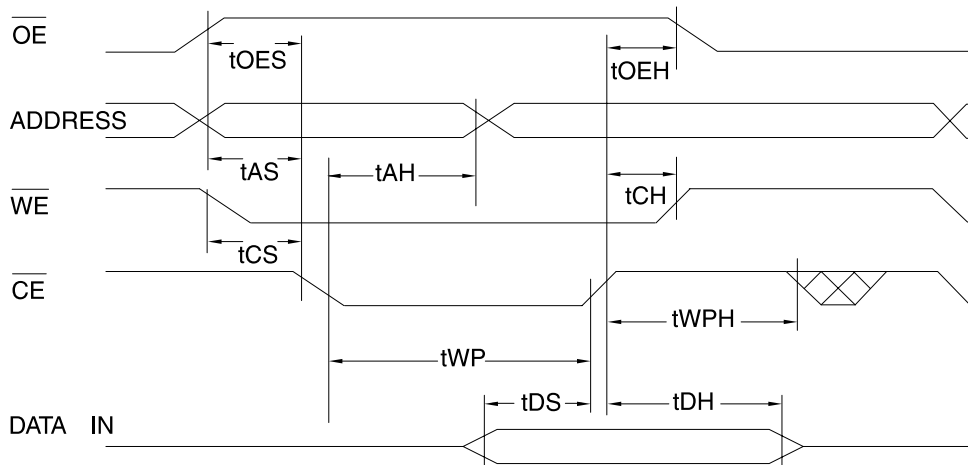 OE
tOES
tOEH
ADDRESS
tAS
tAH
tCH
WE
tCS
CE
tWPH
tWP
tDS
tDH
DATA IN